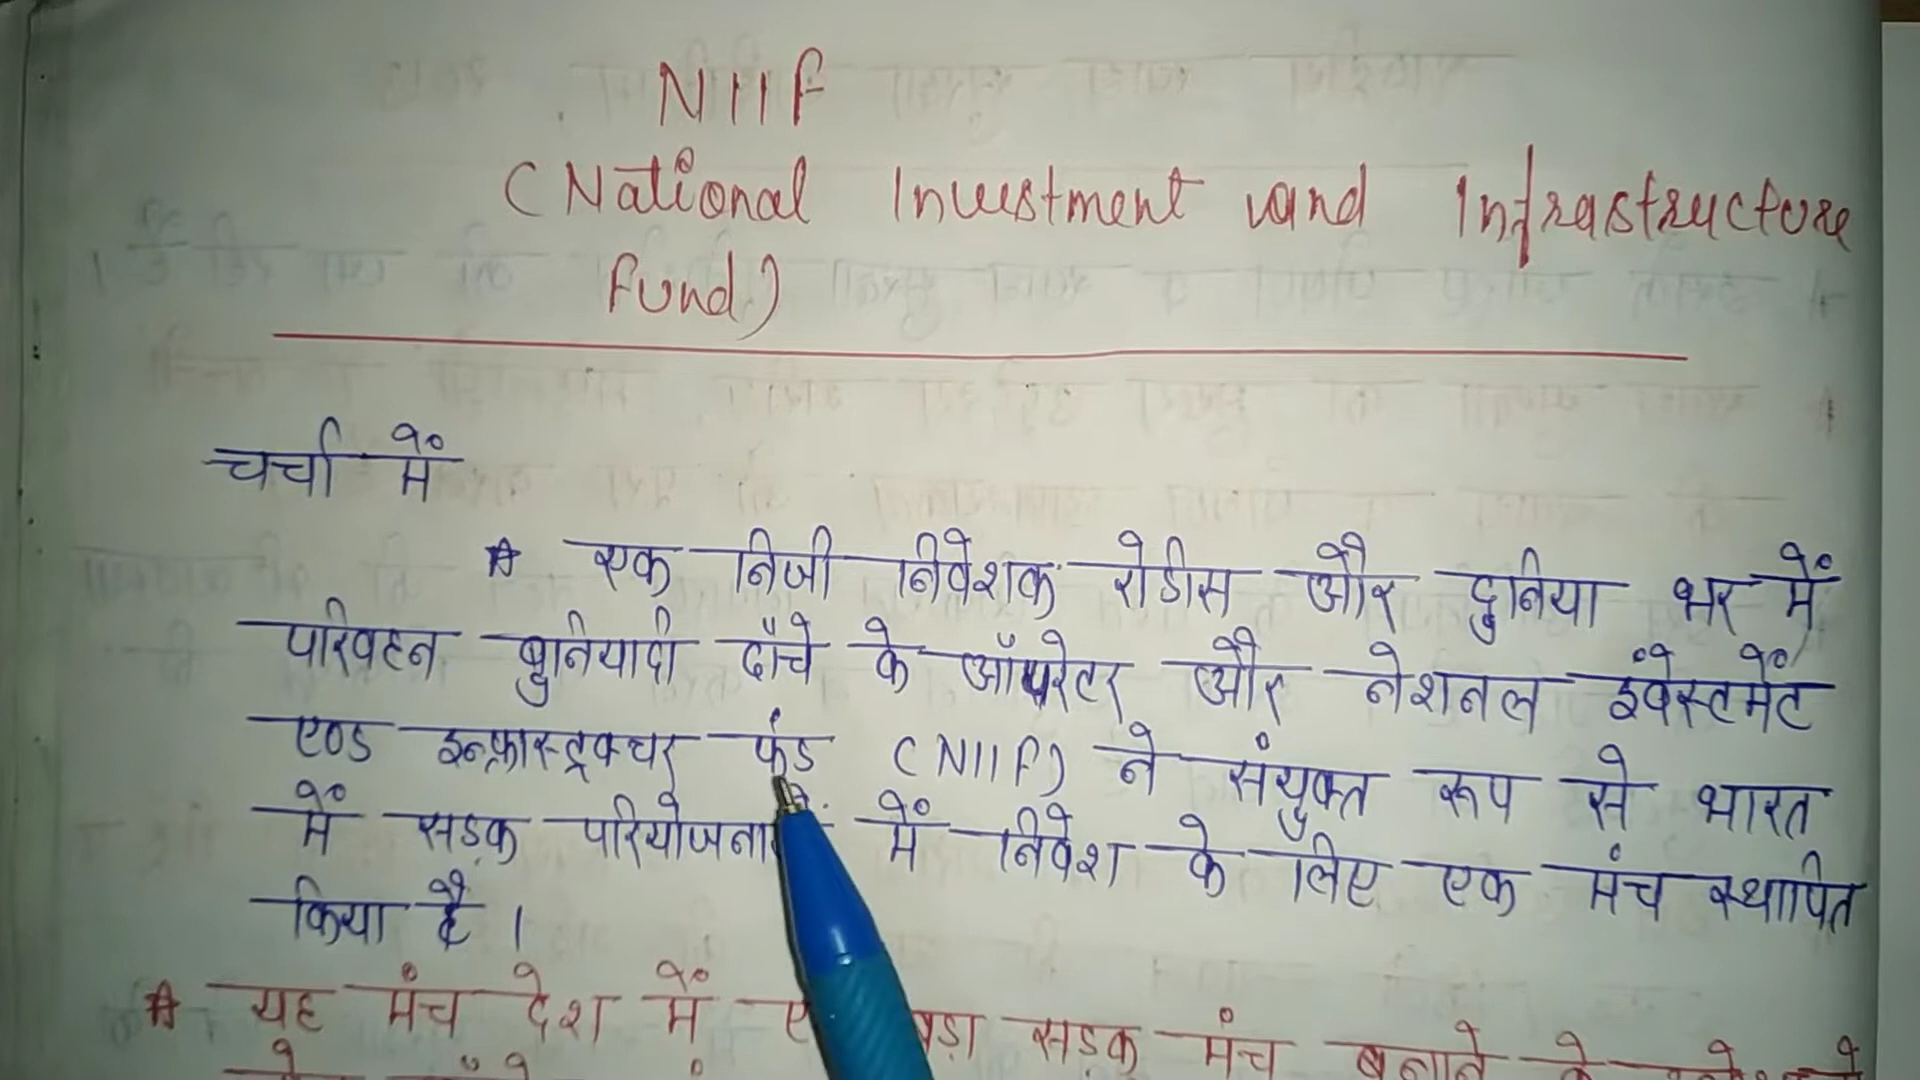 NIIF
(National Investment and Infrastructure
Fund)
चर्चा में
* एक निजी निवेशक रोडीस और दुनिया भर में
परिवहन बुनियादी ढाँचे के ऑपरेटर और नेशनल इंवेस्टमेंट
एण्ड इन्फ्रास्ट्रक्चर फंड (NIIF) ने संयुक्त रूप से भारत
में सड़क परियोजना में निवेश के लिए एक मंच स्थापित
किया है ।
* यह मंच देश में सड़क मंच बनाने के